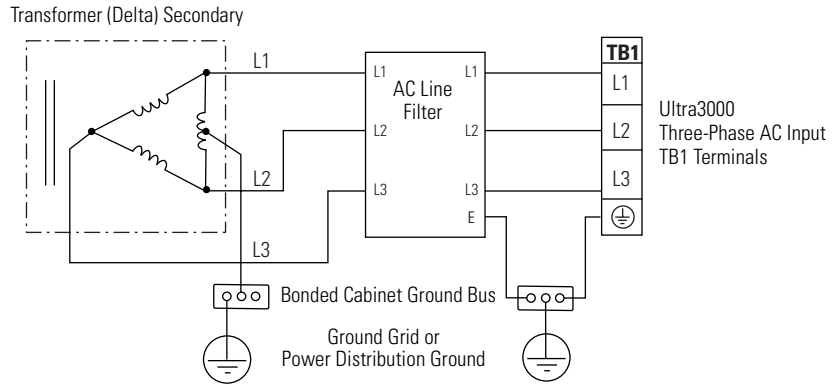 Transformer (Delta) Secondary
L1
L2
L3
L1
L2
L3
AC Line
Filter
L1
L2
L3
E
TB1
L1
L2
L3
Ultra3000
Three-Phase AC Input
TB1 Terminals
Bonded Cabinet Ground Bus
Ground Grid or
Power Distribution Ground